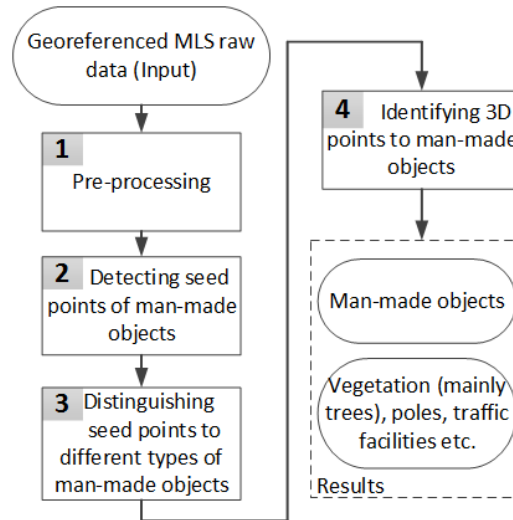 Georeferenced MLS raw
data (Input)
1
Pre-processing
2
Detecting seed
points of man-made
objects
3
Distinguishing
seed points to
different types of
man-made objects
4
Identifying 3D
points to man-made
objects
Man-made objects
Vegetation (mainly
trees), poles, traffic
facilities etc.
Results